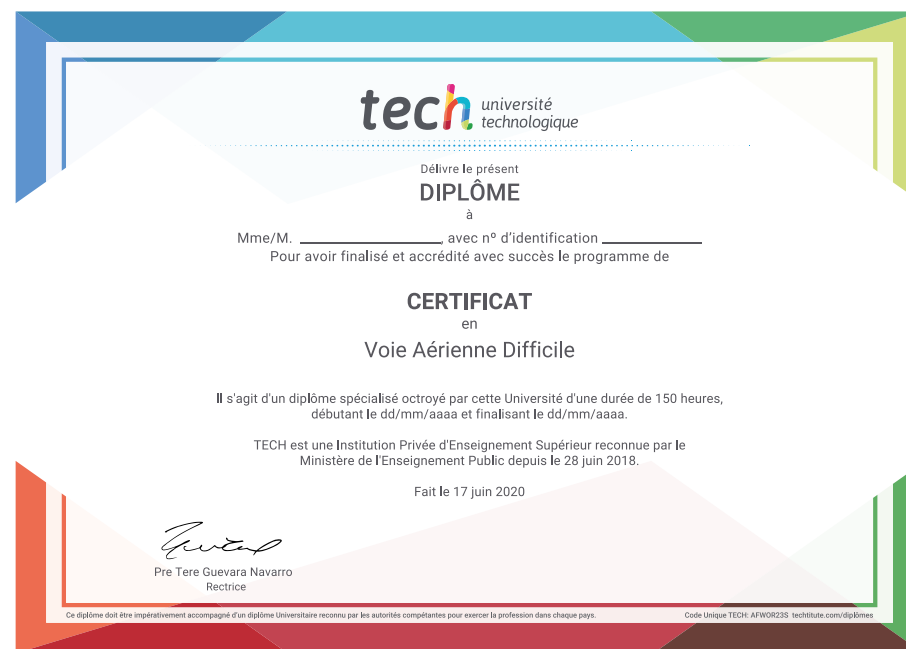 tech université
technologique
Délivre le présent
DIPLÔME
à
Mme/M. ____________________, avec nº d'identification ______________
Pour avoir finalisé et accrédité avec succès le programme de
CERTIFICAT
en
Voie Aérienne Difficile
Il s'agit d'un diplôme spécialisé octroyé par cette Université d'une durée de 150 heures,
débutant le dd/mm/aaaa et finalisant le dd/mm/aaaa.
TECH est une Institution Privée d'Enseignement Supérieur reconnue par le
Ministère de l'Enseignement Public depuis le 28 juin 2018.
Fait le 17 juin 2020
Pre Tere Guevara Navarro
Rectrice
Ce diplôme doit être impérativement accompagné d'un diplôme Universitaire reconnu par les autorités compétantes pour exercer la profession dans chaque pays.
Code Unique TECH: AFWOR23S techtitute.com/diplômes